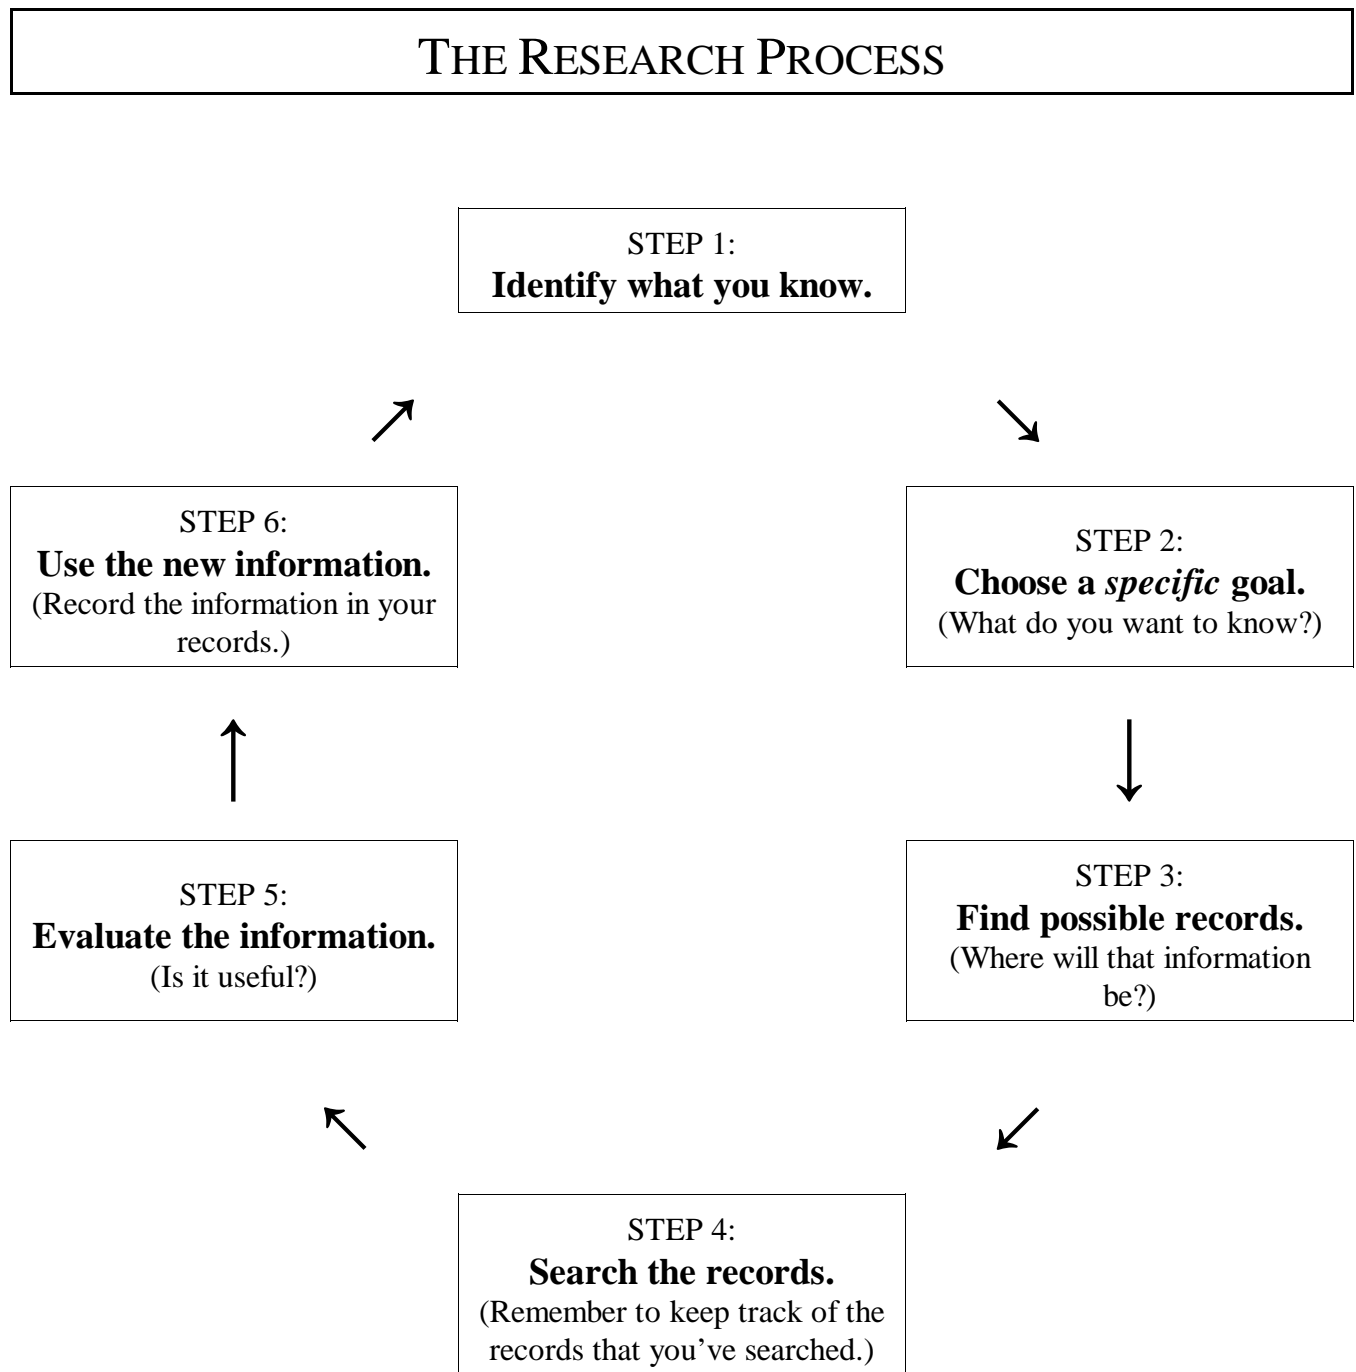 THE RESEARCH PROCESS
STEP 1:
Identify what you know.
STEP 2:
Choose a specific goal.
(What do you want to know?)
STEP 3:
Find possible records.
(Where will that information
be?)
STEP 4:
Search the records.
(Remember to keep track of the
records that you've searched.)
STEP 5:
Evaluate the information.
(Is it useful?)
STEP 6:
Use the new information.
(Record the information in your
records.)